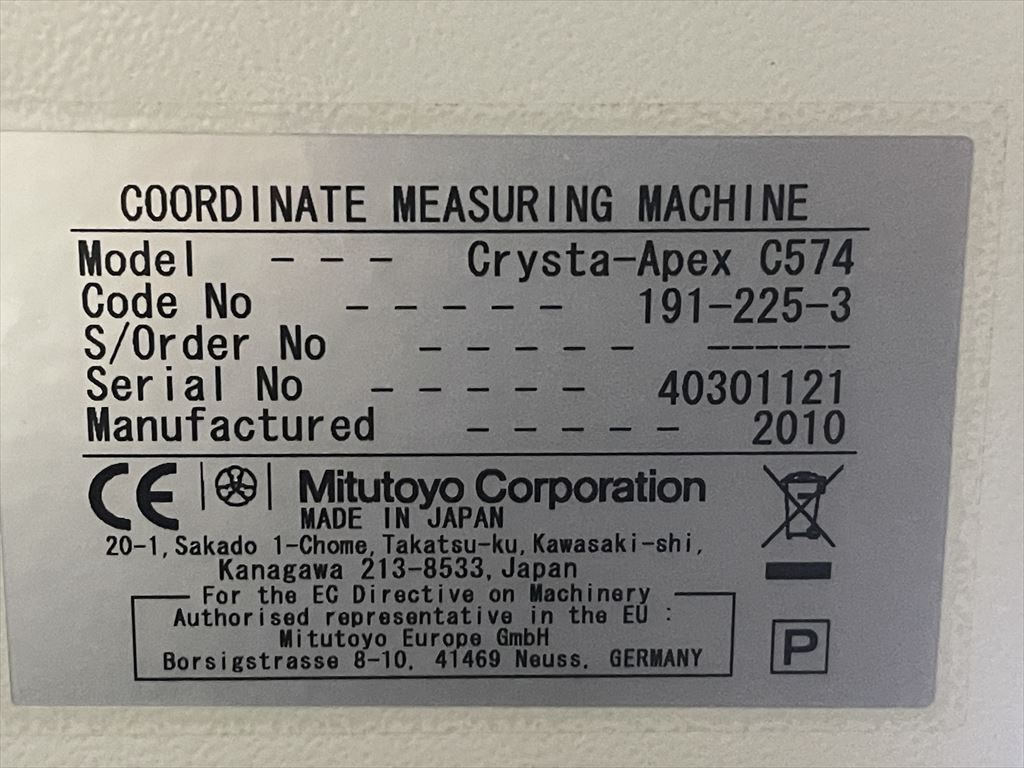 COORDINATE MEASURING MACHINE
Model - - - Crysta-Apex C574
Code No - - - - - 191-225-3
S/Order No - - - - - ------
Serial No - - - - - 40301121
Manufactured - - - - - 2010
CE Mitutoyo Corporation
MADE IN JAPAN
20-1, Sakado 1-Chome, Takatsu-ku, Kawasaki-shi,
Kanagawa 213-8533, Japan
For the EC Directive on Machinery
Authorised representative in the EU :
Mitutoyo Europe GmbH
Borsigstrasse 8-10, 41469 Neuss, GERMANY
P